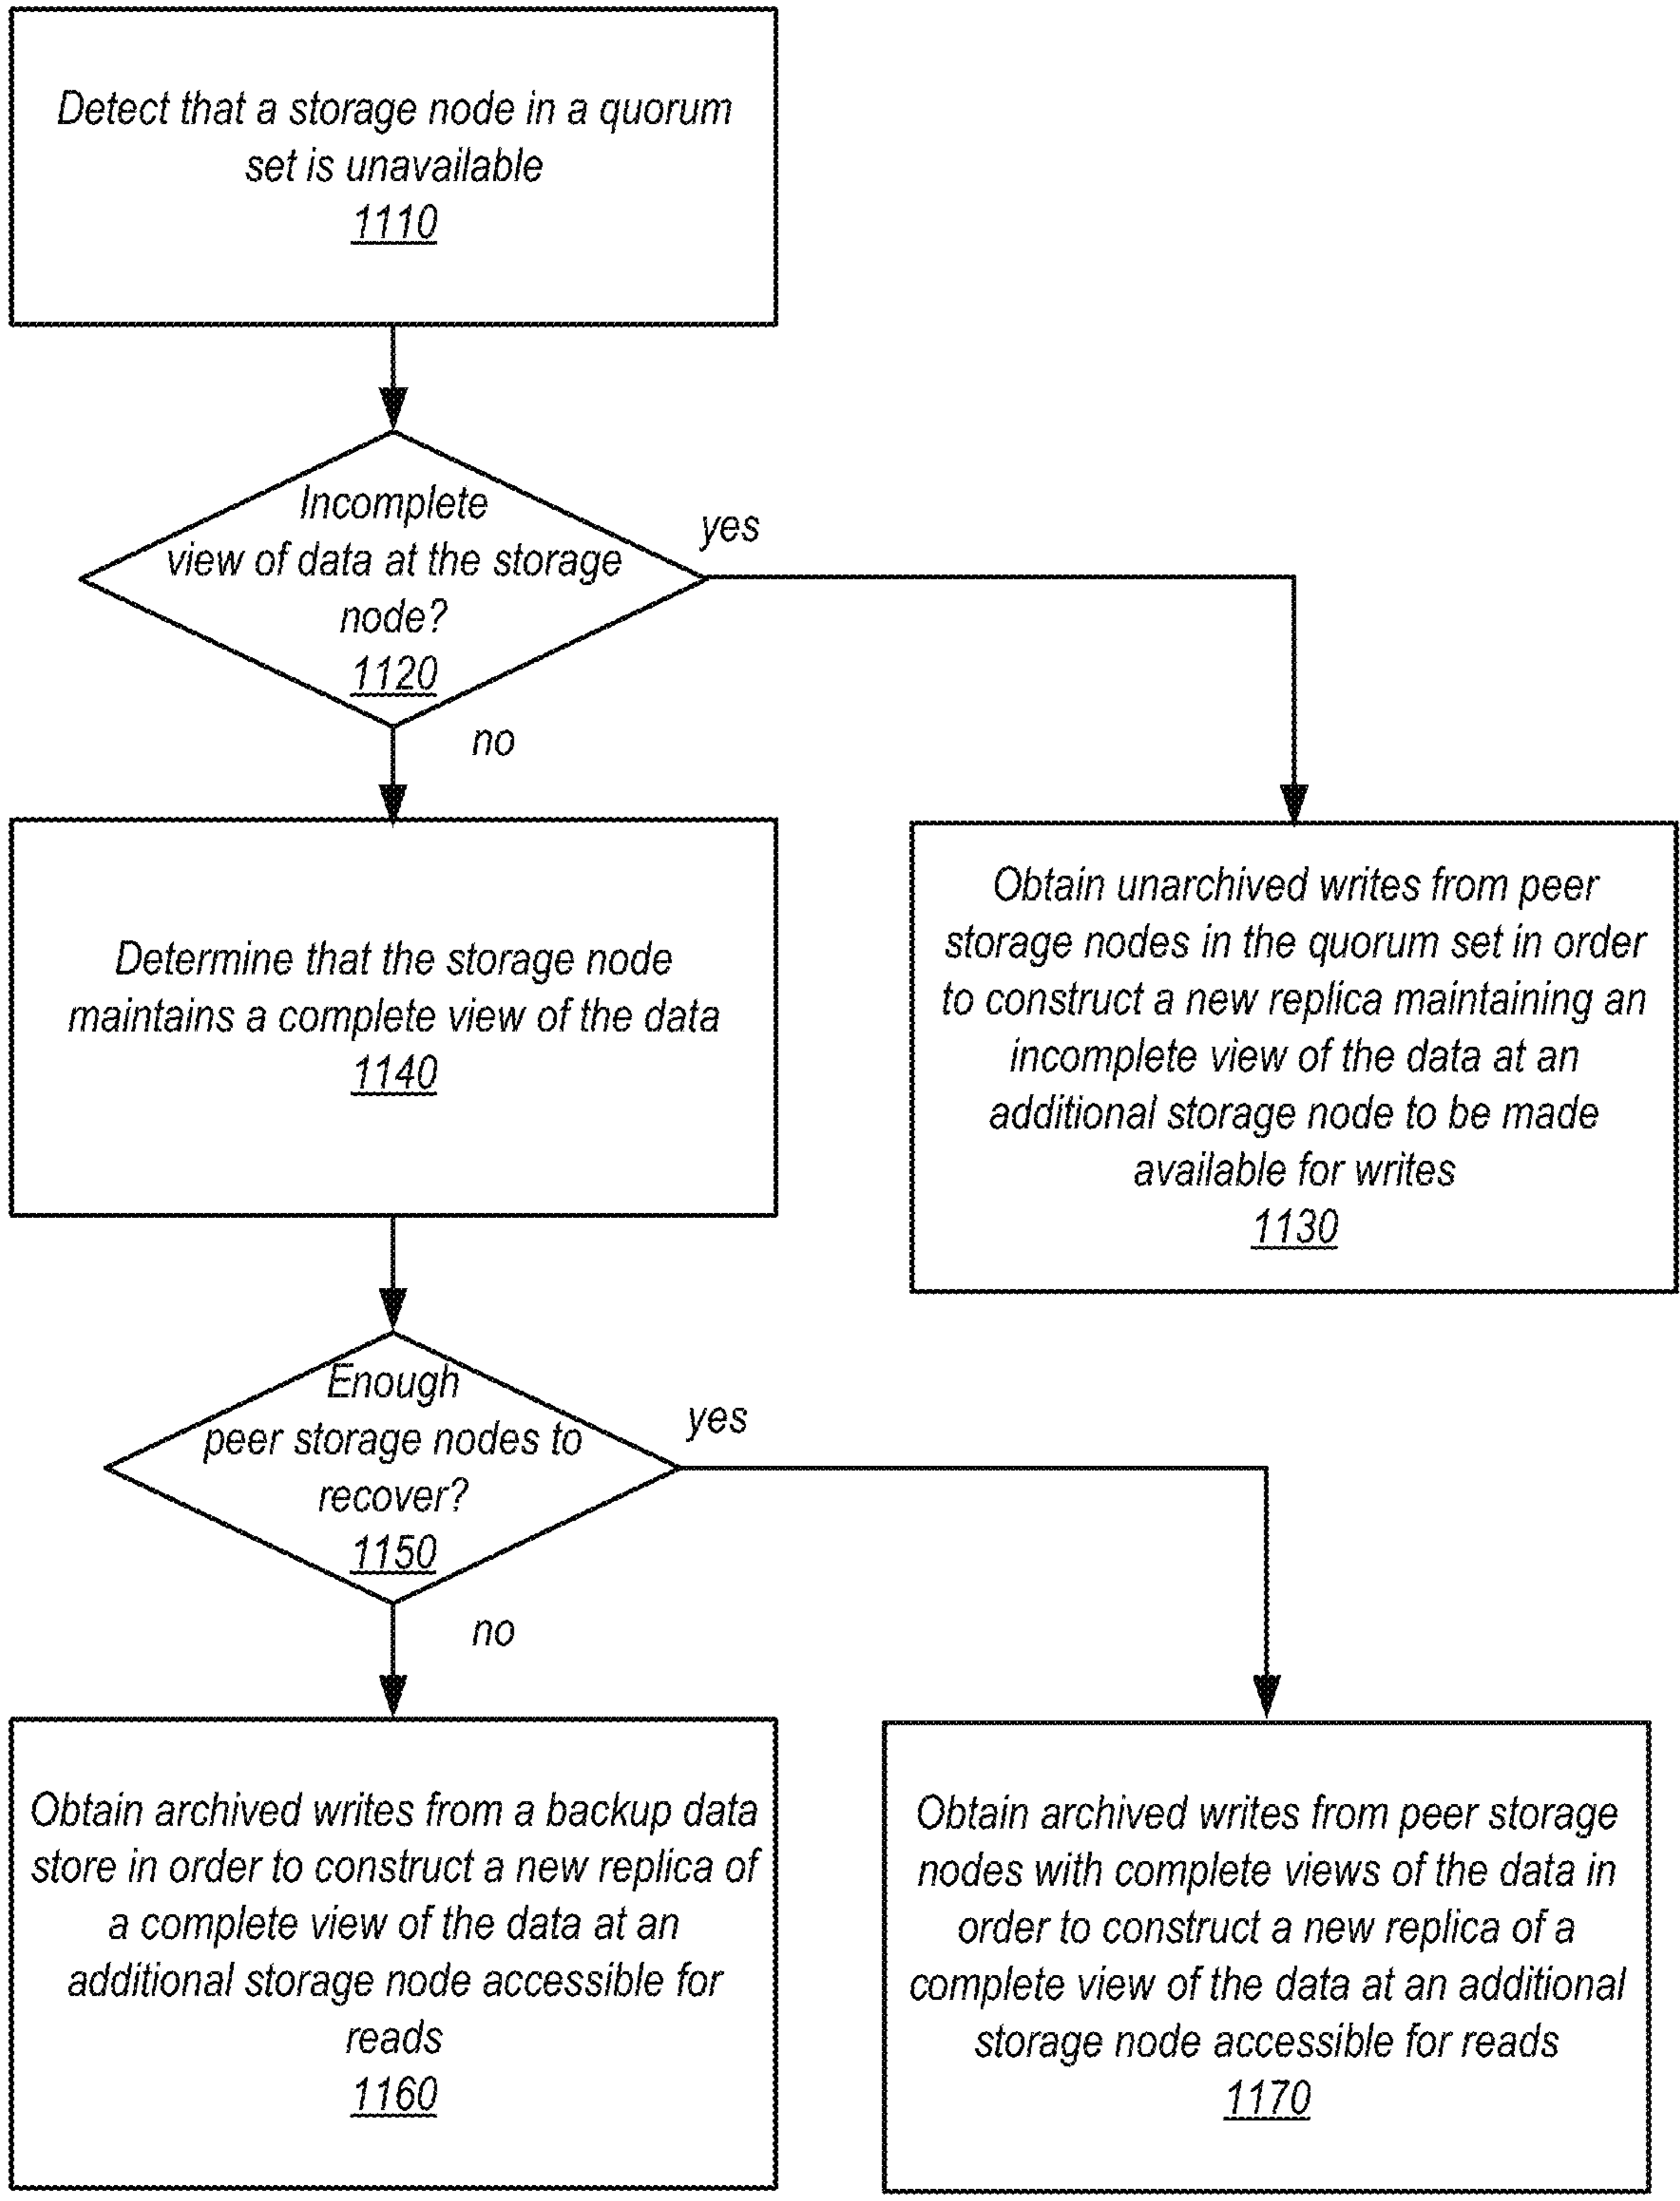 Detect that a storage node in a quorum
set is unavailable
1110
Incomplete
view of data at the storage
node?
1120
yes
no
Determine that the storage node
maintains a complete view of the data
1140
Obtain unarchived writes from peer
storage nodes in the quorum set in order
to construct a new replica maintaining an
incomplete view of the data at an
additional storage node to be made
available for writes
1130
Enough
peer storage nodes to
recover?
1150
yes
no
Obtain archived writes from a backup data
store in order to construct a new replica of
a complete view of the data at an
additional storage node accessible for
reads
1160
Obtain archived writes from peer storage
nodes with complete views of the data in
order to construct a new replica of a
complete view of the data at an additional
storage node accessible for reads
1170